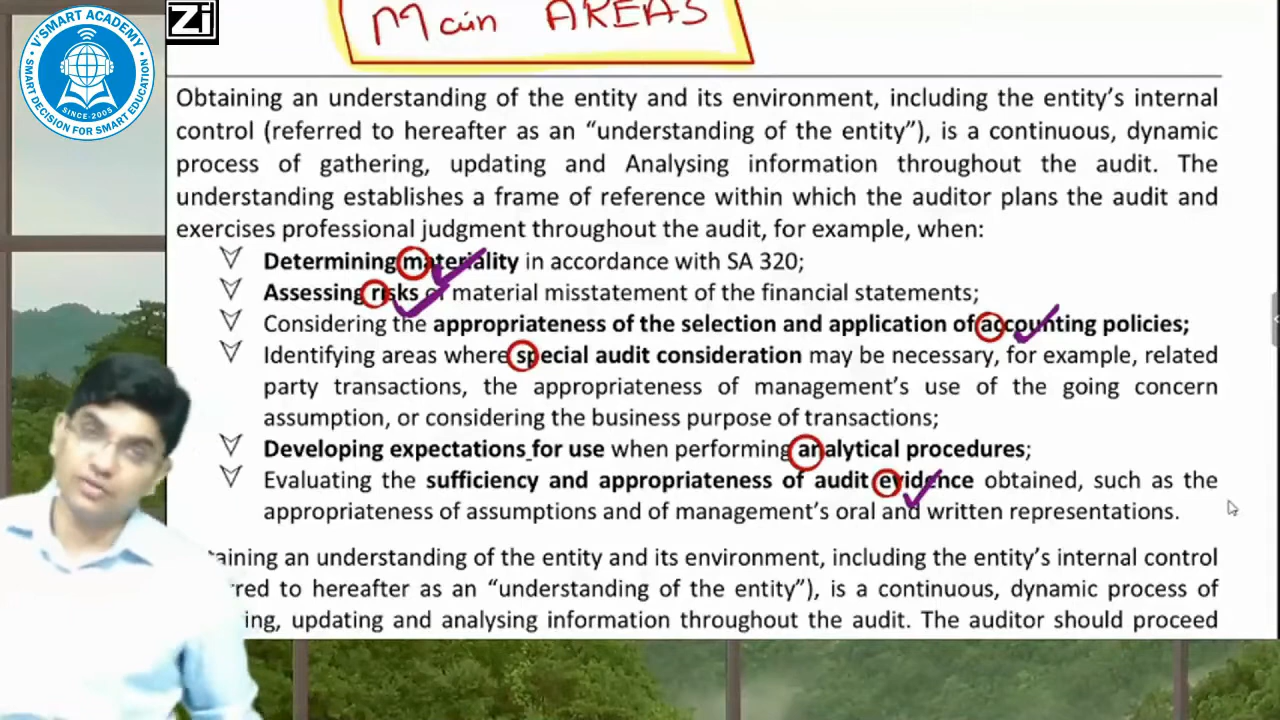 Main AREAS
Zi
V'SMART ACADEMY
SINCE-2005
SMART DECISION FOR SMART EDUCATION
Obtaining an understanding of the entity and its environment, including the entity's internal
control (referred to hereafter as an “understanding of the entity”), is a continuous, dynamic
process of gathering, updating and Analysing information throughout the audit. The
understanding establishes a frame of reference within which the auditor plans the audit and
exercises professional judgment throughout the audit, for example, when:
Determining materiality in accordance with SA 320;
Assessing risks of material misstatement of the financial statements;
Considering the appropriateness of the selection and application of accounting policies;
Identifying areas where special audit consideration may be necessary, for example, related
party transactions, the appropriateness of management's use of the going concern
assumption, or considering the business purpose of transactions;
Developing expectations for use when performing analytical procedures;
Evaluating the sufficiency and appropriateness of audit evidence obtained, such as the
appropriateness of assumptions and of management's oral and written representations.
aining an understanding of the entity and its environment, including the entity's internal control
rred to hereafter as an “understanding of the entity”), is a continuous, dynamic process of
ing, updating and analysing information throughout the audit. The auditor should proceed